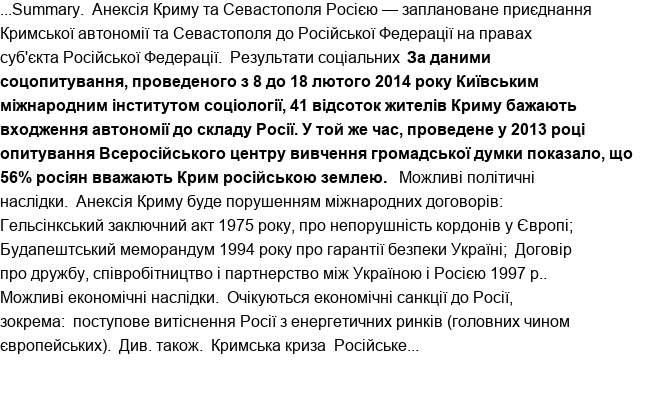 ...Summary.  Анексія Криму та Севастополя Росією — заплановане приєднання
Кримської автономії та Севастополя до Російської Федерації на правах
суб'єкта Російської Федерації.  Результати соціальних  За даними
соцопитування, проведеного з 8 до 18 лютого 2014 року Київським
міжнародним інститутом соціології, 41 відсоток жителів Криму бажають
входження автономії до складу Росії. У той же час, проведене у 2013 році
опитування Всеросійського центру вивчення громадської думки показало, що
56% росіян вважають Крим російською землею.   Можливі політичні
наслідки.  Анексія Криму буде порушенням міжнародних договорів:
Гельсінкський заключний акт 1975 року, про непорушність кордонів у Європі;
Будапештський меморандум 1994 року про гарантії безпеки Україні;  Договір
про дружбу, співробітництво і партнерство між Україною і Росією 1997 р..
Можливі економічні наслідки.  Очікуються економічні санкції до Росії,
зокрема:  поступове витіснення Росії з енергетичних ринків (головних чином
європейських).  Див. також.  Кримська криза  Російське...